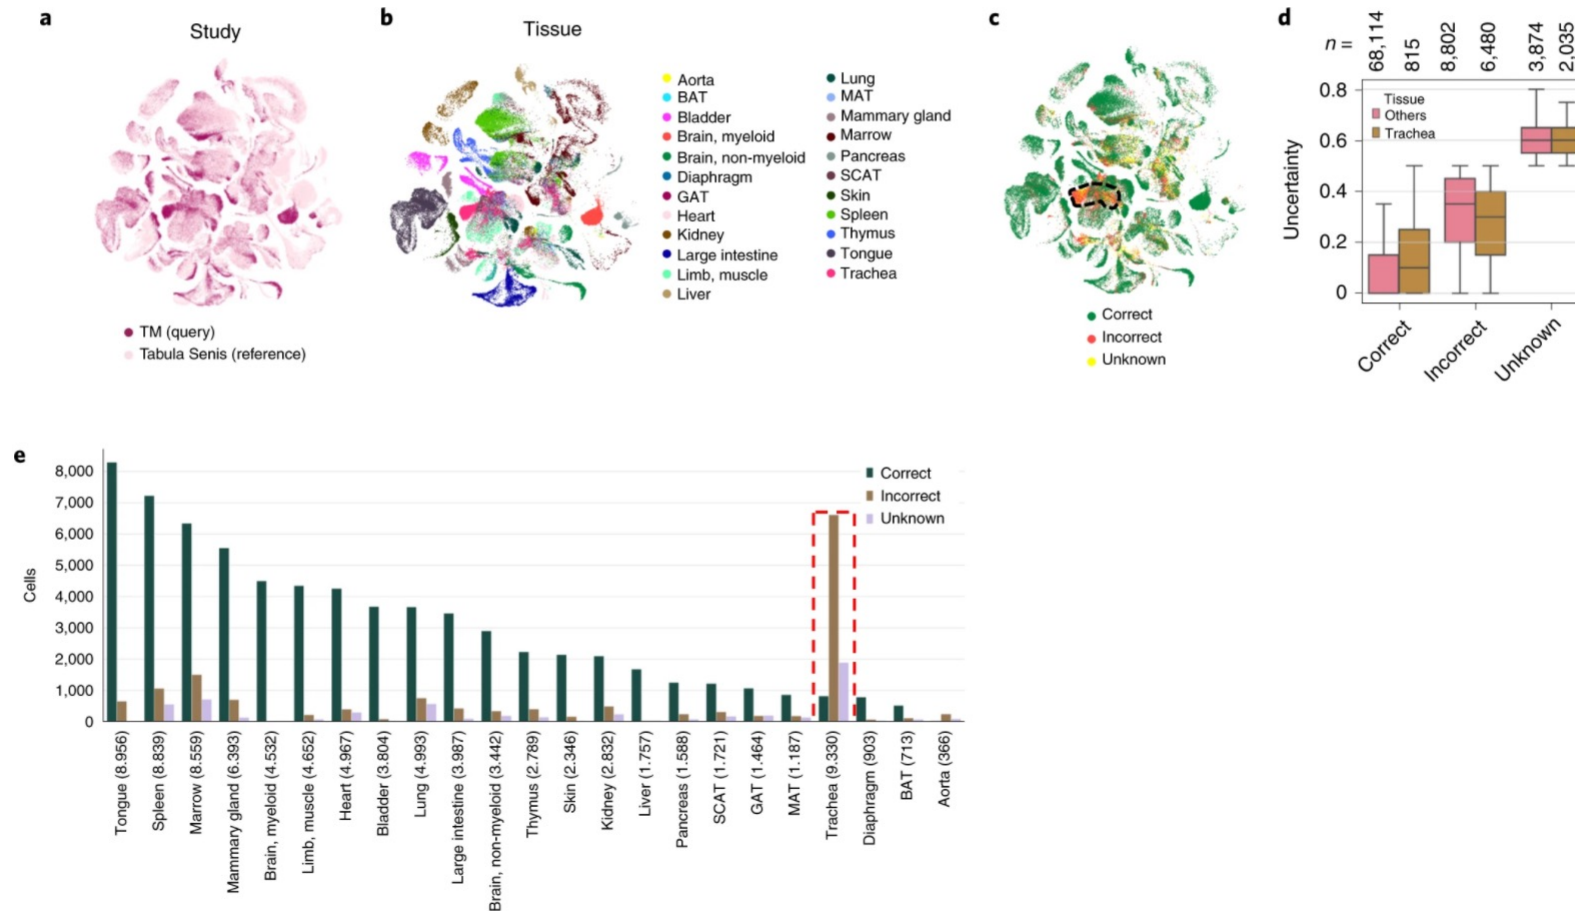 a
Study
TM (query)
Tabula Senis (reference)
b
Tissue
Aorta
BAT
Bladder
Brain, myeloid
Brain, non-myeloid
Diaphragm
GAT
Heart
Kidney
Large intestine
Limb, muscle
Liver
Lung
MAT
Mammary gland
Marrow
Pancreas
SCAT
Skin
Spleen
Thymus
Tongue
Trachea
c
Correct
Incorrect
Unknown
d
n =
68,114
815
8,802
6,480
3,874
2,035
Uncertainty
0.8
0.6
0.4
0.2
0
Tissue
Others
Trachea
Correct
Incorrect
Unknown
e
Cells
8,000
7,000
6,000
5,000
4,000
3,000
2,000
1,000
0
Correct
Incorrect
Unknown
Tongue (8.956)
Spleen (8.839)
Marrow (8.559)
Mammary gland (6.393)
Brain, myeloid (4.532)
Limb, muscle (4.652)
Heart (4.967)
Bladder (3.804)
Lung (4.993)
Large intestine (3.987)
Brain, non-myeloid (3.442)
Thymus (2.789)
Skin (2.346)
Kidney (2.832)
Liver (1.757)
Pancreas (1.588)
SCAT (1.721)
GAT (1.464)
MAT (1.187)
Trachea (9.330)
Diaphragm (903)
BAT (713)
Aorta (366)